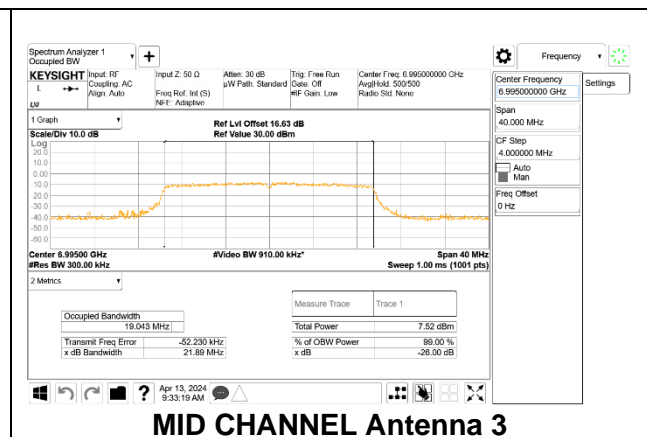 Spectrum Analyzer 1
Occupied BW
+
Frequency
KEYSIGHT Input: RF Input Z: 50 Ω Atten: 30 dB Trig: Free Run Center Freq: 6.995000000 GHz
L Coupling: AC µW Path: Standard Gate: Off Avg|Hold: 500/500
Align: Auto Freq Ref: Int (S) #IF Gain: Low Radio Std: None
NFE: Adaptive
Center Frequency
6.995000000 GHz
Settings
Span
40.000 MHz
CF Step
4.000000 MHz
Auto
Man
Freq Offset
0 Hz
1 Graph
Scale/Div 10.0 dB
Ref Lvl Offset 16.63 dB
Ref Value 30.00 dBm
Log
20.0
10.0
0.00
-10.0
-20.0
-30.0
-40.0
-50.0
-60.0
Center 6.99500 GHz #Video BW 910.00 kHz* Span 40 MHz
#Res BW 300.00 kHz Sweep 1.00 ms (1001 pts)
2 Metrics
Measure Trace Trace 1
Occupied Bandwidth
19.043 MHz Total Power 7.52 dBm
Transmit Freq Error -52.230 kHz % of OBW Power 99.00 %
x dB Bandwidth 21.89 MHz x dB -26.00 dB
? Apr 13, 2024
9:33:19 AM
MID CHANNEL Antenna 3